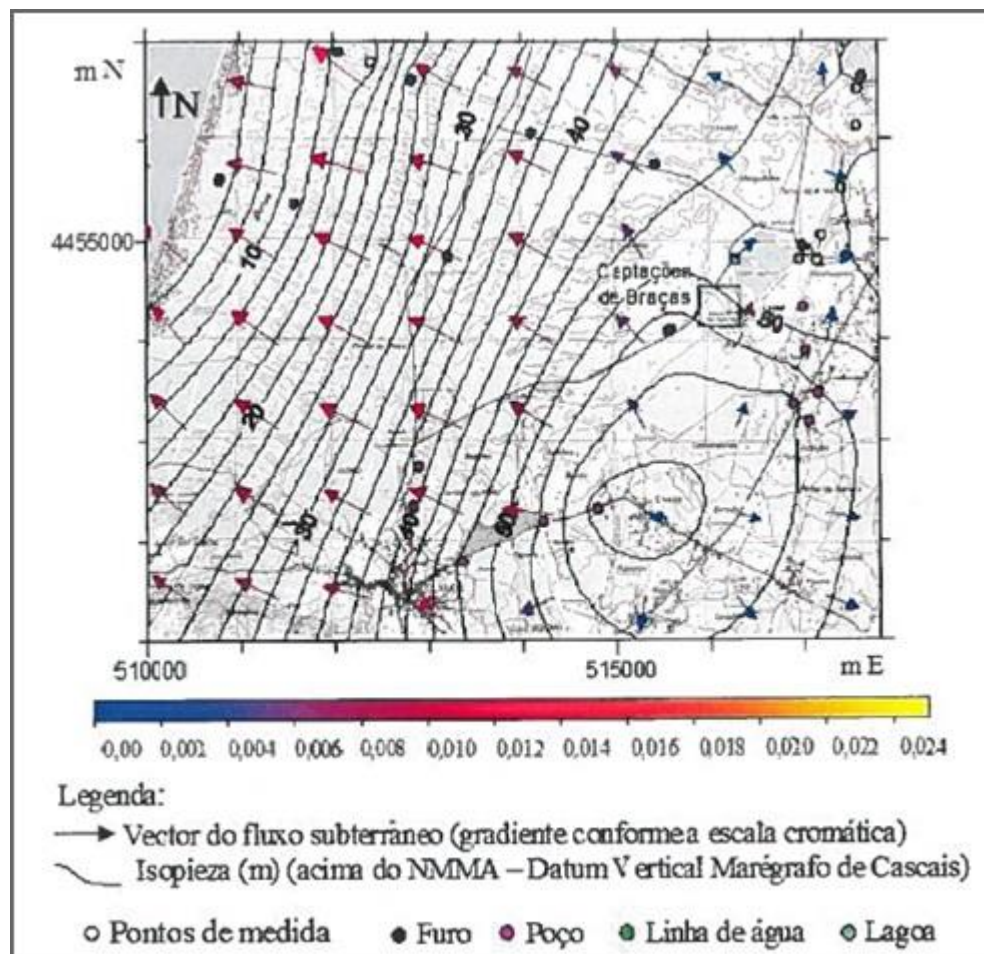 m N
N
30
40
4455000
10
Captações
de Braças
50
20
30
40
50
510000
515000
m E
0,00 0,002 0,004 0,006 0,008 0,010 0,012 0,014 0,016 0,018 0,020 0,022 0,024
Legenda:
Vector do fluxo subterrâneo (gradiente conforme a escala cromática)
Isopieza (m) (acima do NMMA – Datum Vertical Marégrafo de Cascais)
Pontos de medida Furo Poço Linha de água Lagoa